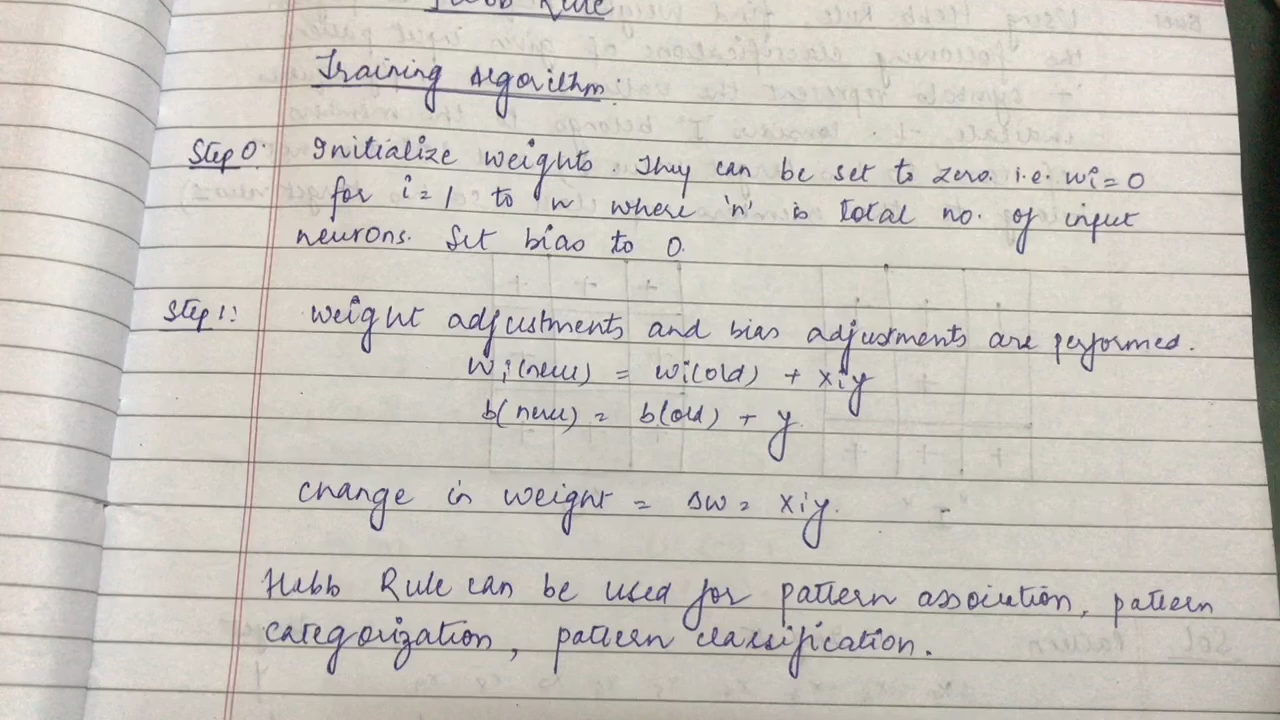 Hebb Rule
Training Algorithm:
Step 0: Initialize weights. They can be set to zero. i.e. wi = 0
for i = 1 to 'n' where 'n' is total no. of input
neurons. Set bias to 0.
Step 1: Weight adjustments and bias adjustments are performed.
wi(new) = wi(old) + xiy
b(new) = b(old) + y
change in weight = Δw = xiy.
Hebb Rule can be used for pattern association, pattern
categorization, pattern classification.